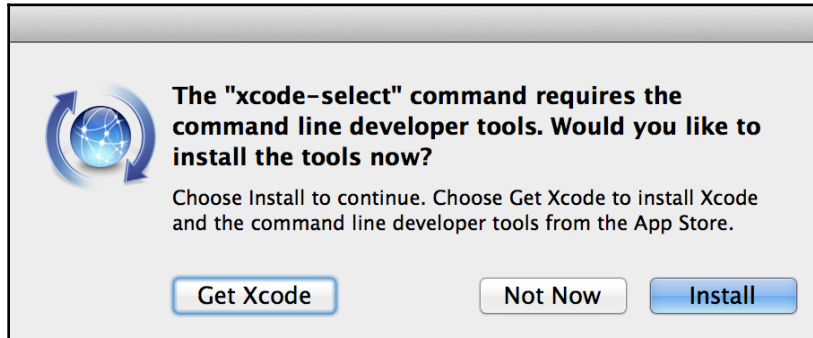 The "xcode-select" command requires the
command line developer tools. Would you like to
install the tools now?
Choose Install to continue. Choose Get Xcode to install Xcode
and the command line developer tools from the App Store.
Get Xcode
Not Now
Install